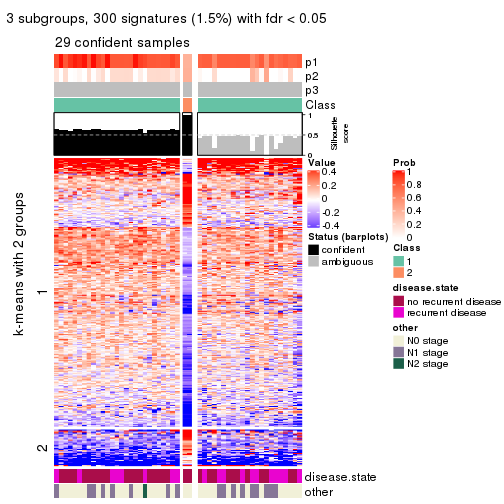 3 subgroups, 300 signatures (1.5%) with fdr < 0.05
29 confident samples
p1
p2
p3
Class
1
0.5
0
Silhouette
score
k-means with 2 groups
1
2
disease.state
other
Value
0.4
0.2
0
-0.2
-0.4
Status (barplots)
confident
ambiguous
Prob
1
0.8
0.6
0.4
0.2
0
Class
1
2
disease.state
no recurrent disease
recurrent disease
other
N0 stage
N1 stage
N2 stage